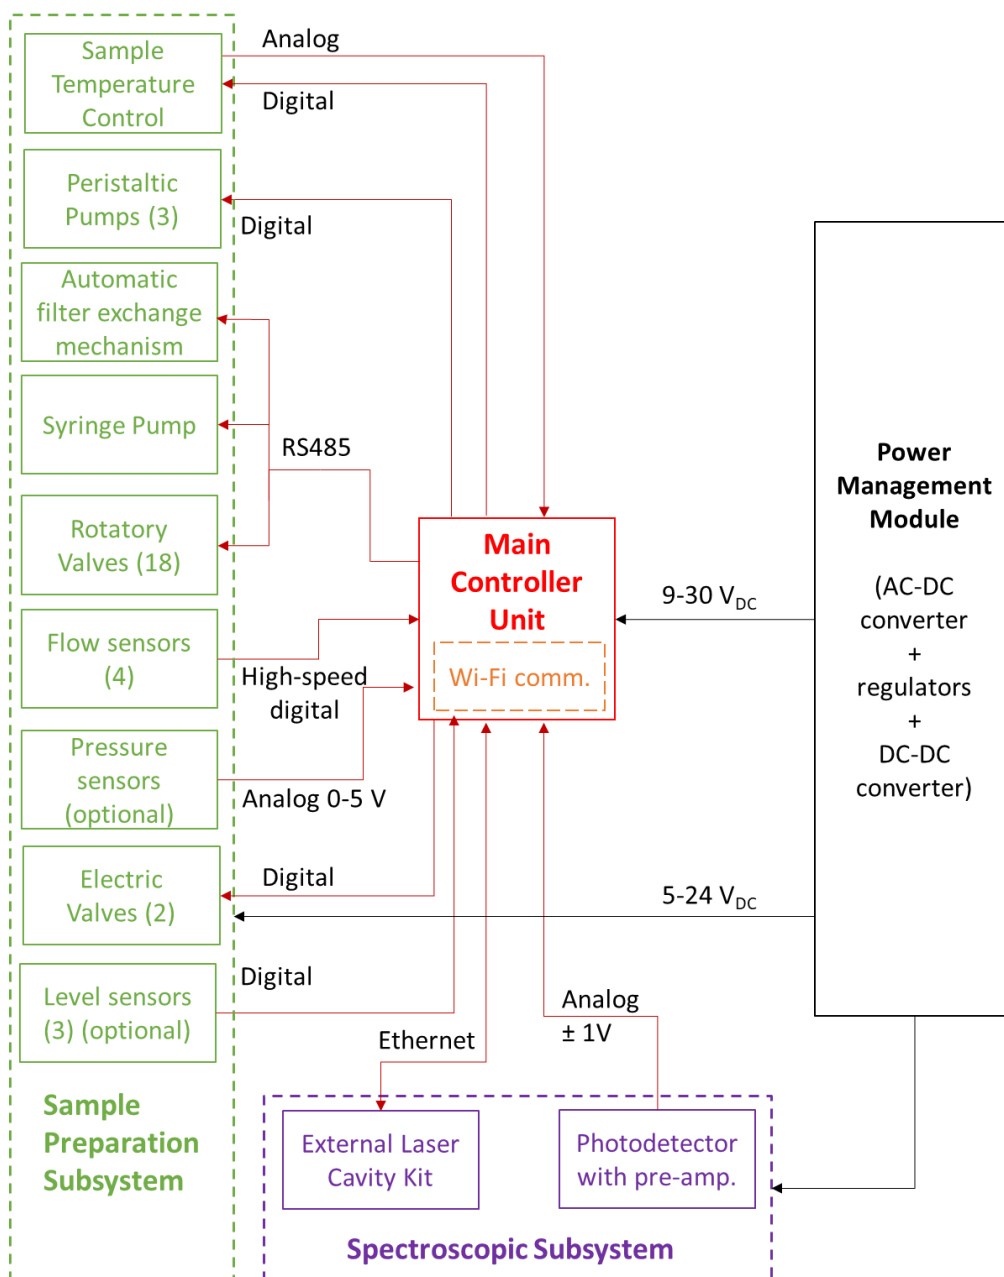 Sample
Temperature
Control
Analog
Digital
Peristaltic
Pumps (3)
Digital
Automatic
filter exchange
mechanism
Syringe Pump
RS485
Rotatory
Valves (18)
Flow sensors
(4)
High-speed
digital
Pressure
sensors
(optional)
Analog 0-5 V
Electric
Valves (2)
Digital
Level sensors
(3) (optional)
Digital
Sample
Preparation
Subsystem
Main
Controller
Unit
Wi-Fi comm.
9-30 VDC
5-24 VDC
Power
Management
Module
(AC-DC
converter
+
regulators
+
DC-DC
converter)
Ethernet
Analog
± 1V
External Laser
Cavity Kit
Photodetector
with pre-amp.
Spectroscopic Subsystem